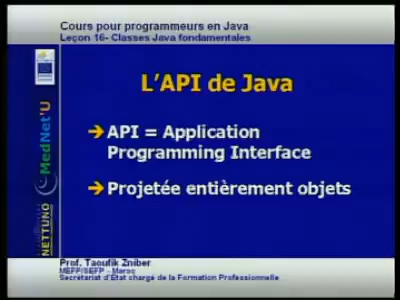 Cours pour programmeurs en Java
Leçon 16- Classes Java fondamentales
L'API de Java
API = Application
Programming Interface
Projetée entièrement objets
MedNet'U
NETTUNO
Prof. Taoufik Zniber
MEFP/SEFP - Maroc
Secrétariat d'Etat chargé de la Formation Professionnelle